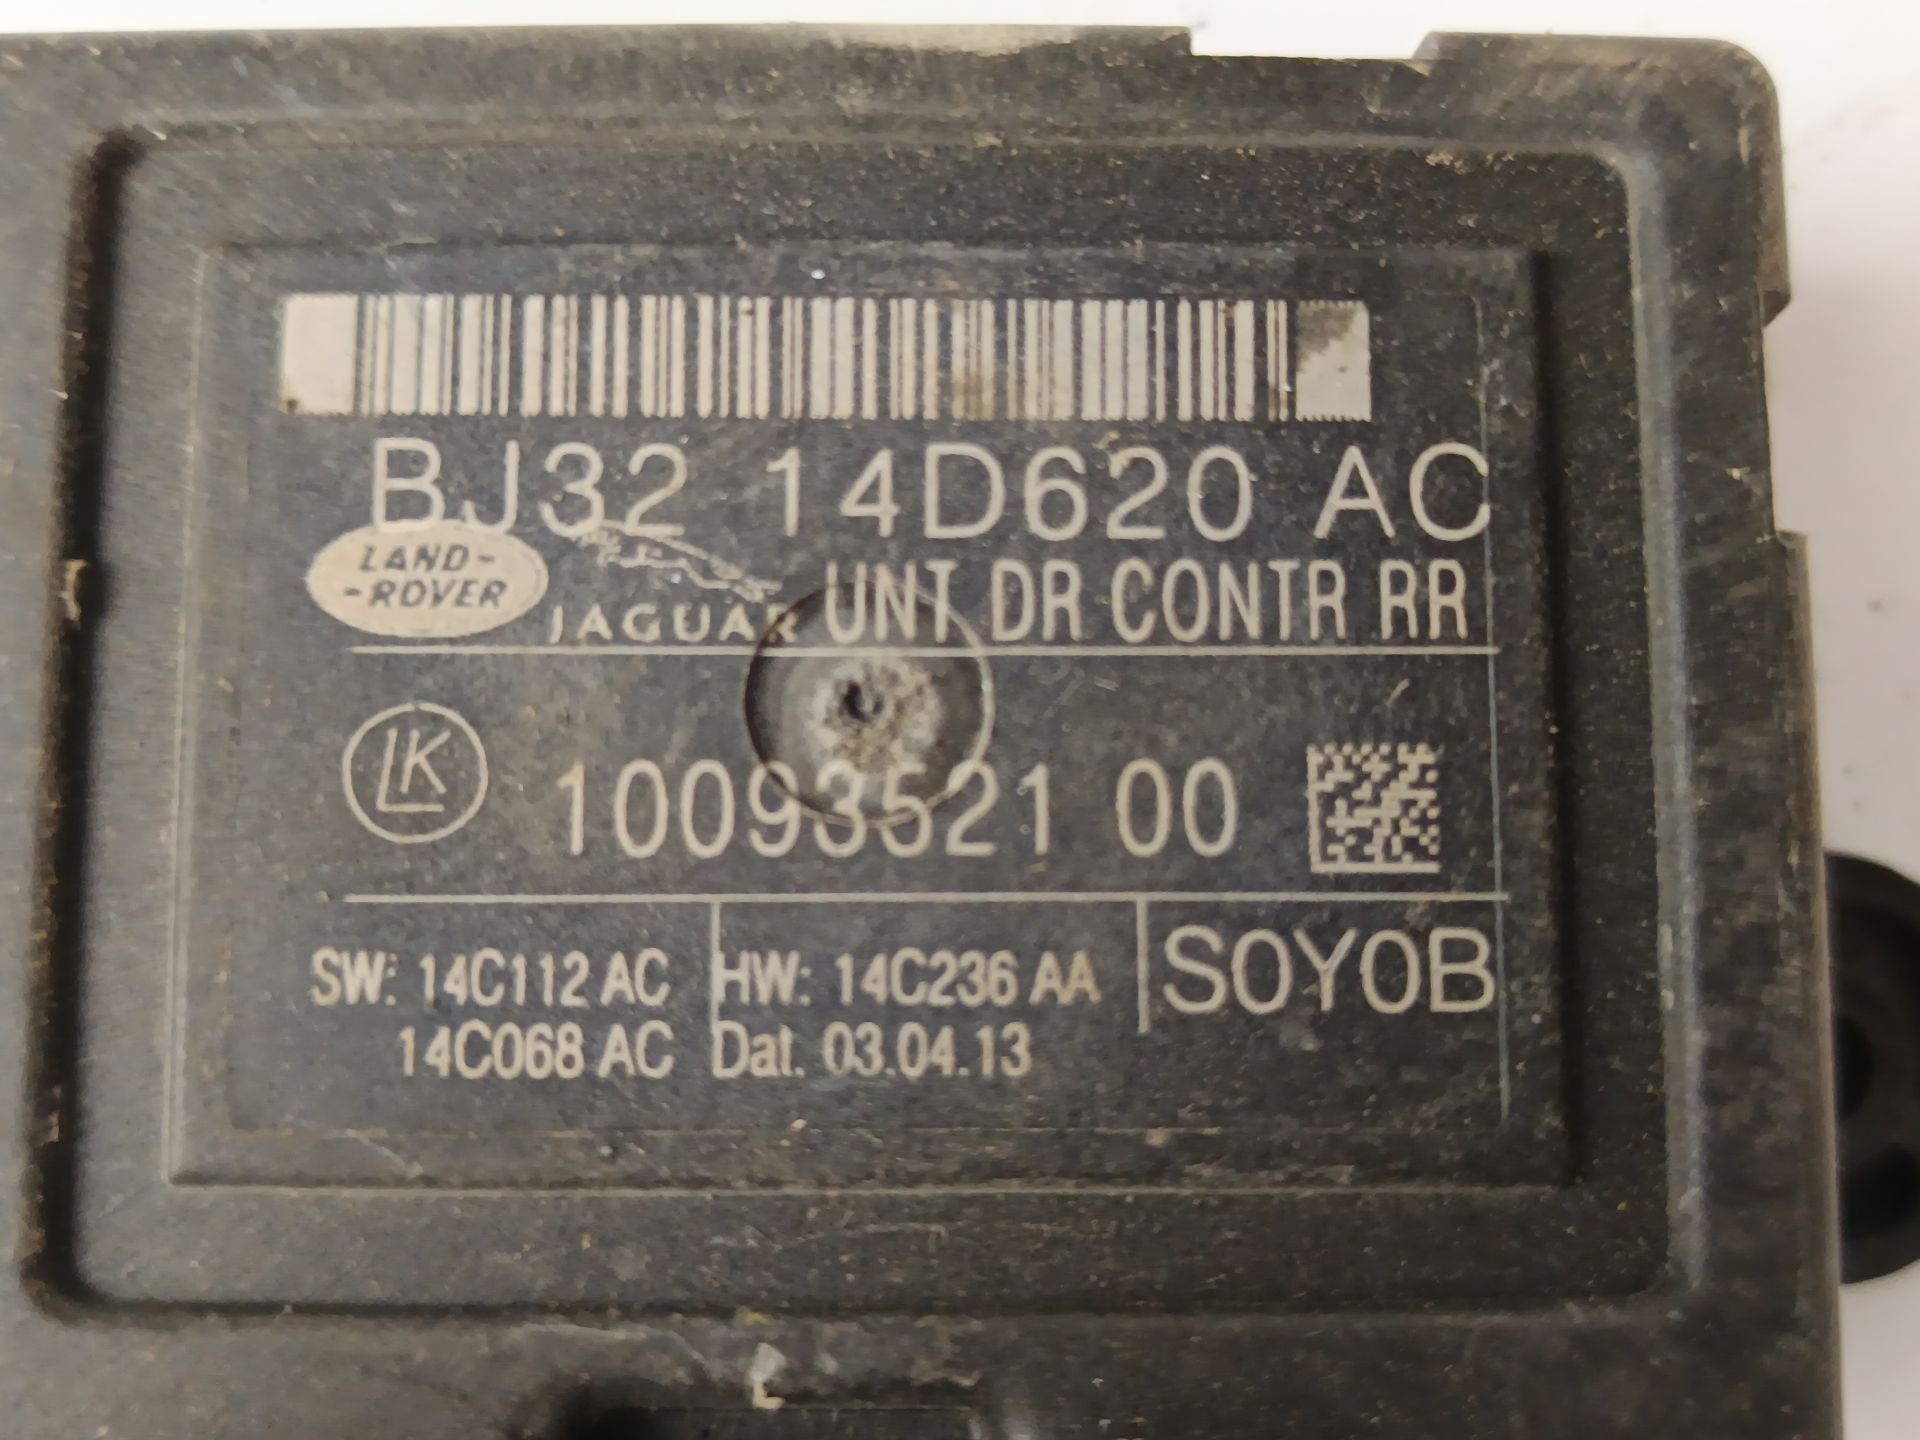 BJ32 14D620 AC
LAND-
-ROVER
JAGUAR
UNT DR CONTR RR
LK
10093521 00
SW: 14C112 AC
14C068 AC
HW: 14C236 AA
Dat. 03.04.13
S0Y0B